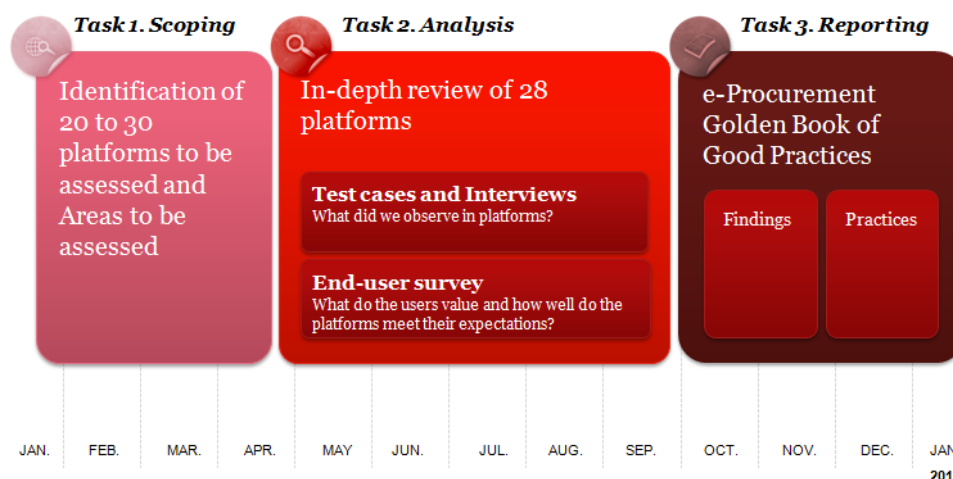 Task 1. Scoping
Identification of
20 to 30
platforms to be
assessed and
Areas to be
assessed
Task 2. Analysis
In-depth review of 28
platforms
Test cases and Interviews
What did we observe in platforms?
End-user survey
What do the users value and how well do the
platforms meet their expectations?
Task 3. Reporting
e-Procurement
Golden Book of
Good Practices
Findings
Practices
JAN. FEB. MAR. APR. MAY JUN. JUL. AUG. SEP. OCT. NOV. DEC.